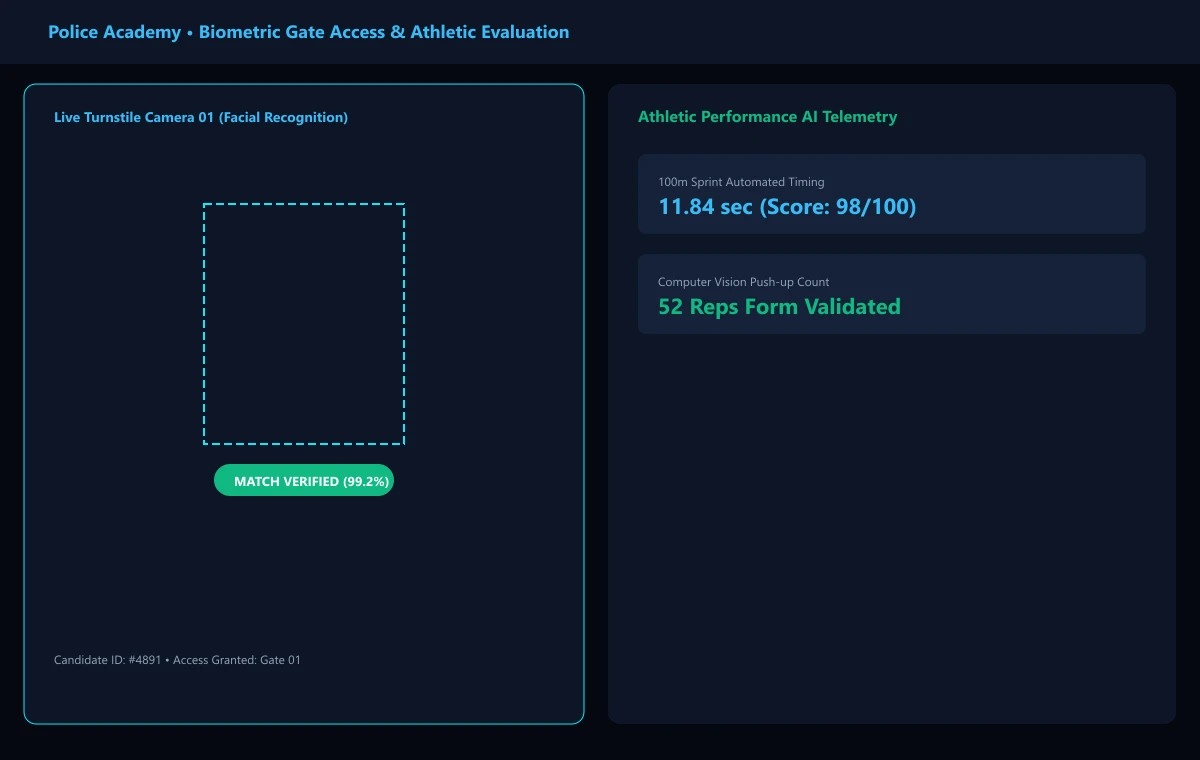 Police Academy • Biometric Gate Access & Athletic Evaluation
Live Turnstile Camera 01 (Facial Recognition)
MATCH VERIFIED (99.2%)
Candidate ID: #4891 • Access Granted: Gate 01
Athletic Performance AI Telemetry
100m Sprint Automated Timing
11.84 sec (Score: 98/100)
Computer Vision Push-up Count
52 Reps Form Validated